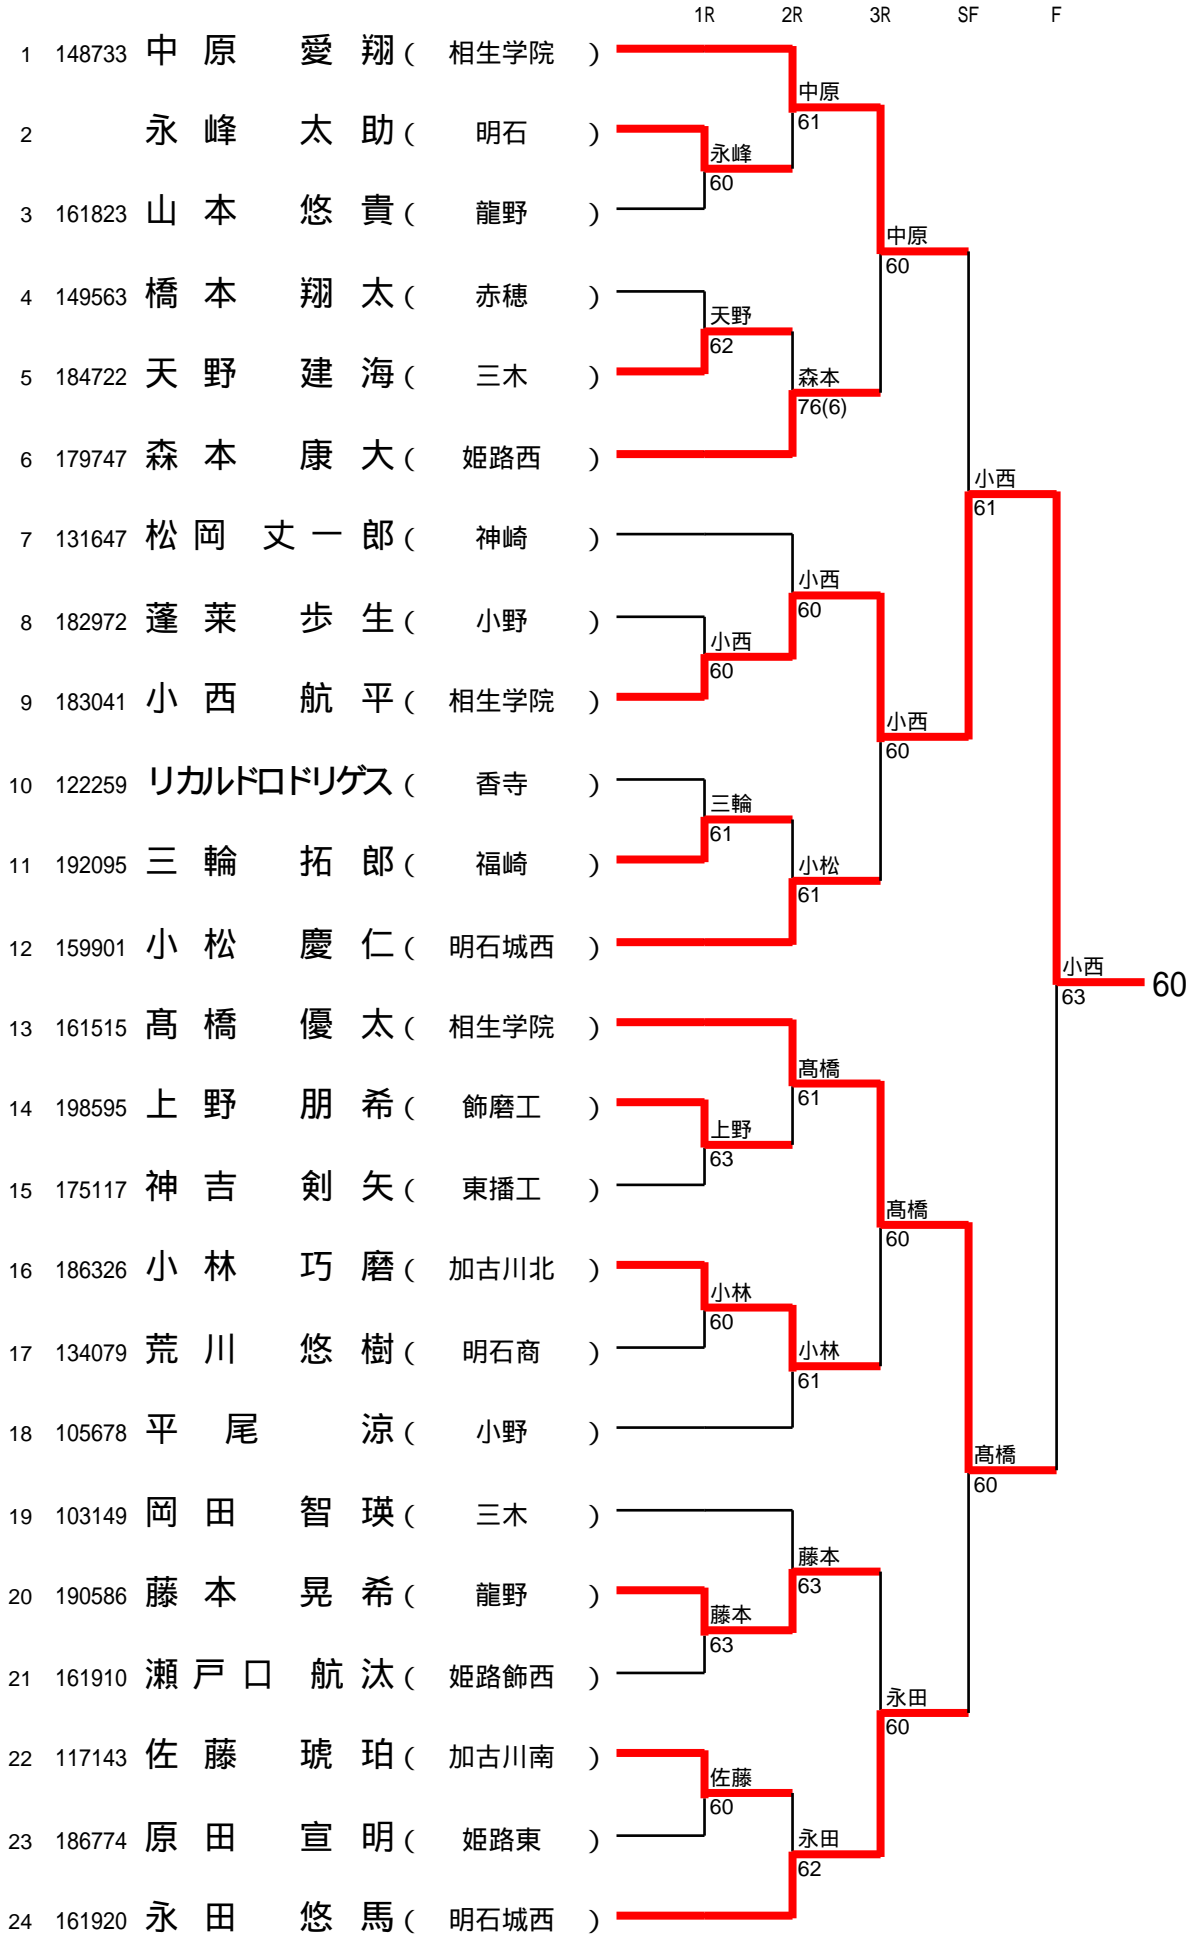 1R 2R 3R SF F
1 148733 中原 愛翔 ( 相生学院 )
中原
61
2 永峰 太助 ( 明石 )
永峰
60
3 161823 山本 悠貴 ( 龍野 )
中原
60
4 149563 橋本 翔太 ( 赤穂 )
天野
62
5 184722 天野 建海 ( 三木 )
森本
76(6)
6 179747 森本 康大 ( 姫路西 )
小西
61
7 131647 松岡 丈一郎 ( 神崎 )
小西
60
8 182972 蓬莱 歩生 ( 小野 )
小西
60
9 183041 小西 航平 ( 相生学院 )
小西
60
10 122259 リカルドロドリゲス ( 香寺 )
三輪
61
11 192095 三輪 拓郎 ( 福崎 )
小松
61
12 159901 小松 慶仁 ( 明石城西 )
小西
63
60
13 161515 髙橋 優太 ( 相生学院 )
髙橋
61
14 198595 上野 朋希 ( 飾磨工 )
上野
63
15 175117 神吉 剣矢 ( 東播工 )
髙橋
60
16 186326 小林 巧磨 ( 加古川北 )
小林
60
17 134079 荒川 悠樹 ( 明石商 )
小林
61
18 105678 平尾 涼 ( 小野 )
髙橋
60
19 103149 岡田 智瑛 ( 三木 )
藤本
63
20 190586 藤本 晃希 ( 龍野 )
藤本
63
21 161910 瀬戸口 航汰 ( 姫路飾西 )
永田
60
22 117143 佐藤 琥珀 ( 加古川南 )
佐藤
60
23 186774 原田 宣明 ( 姫路東 )
永田
62
24 161920 永田 悠馬 ( 明石城西 )